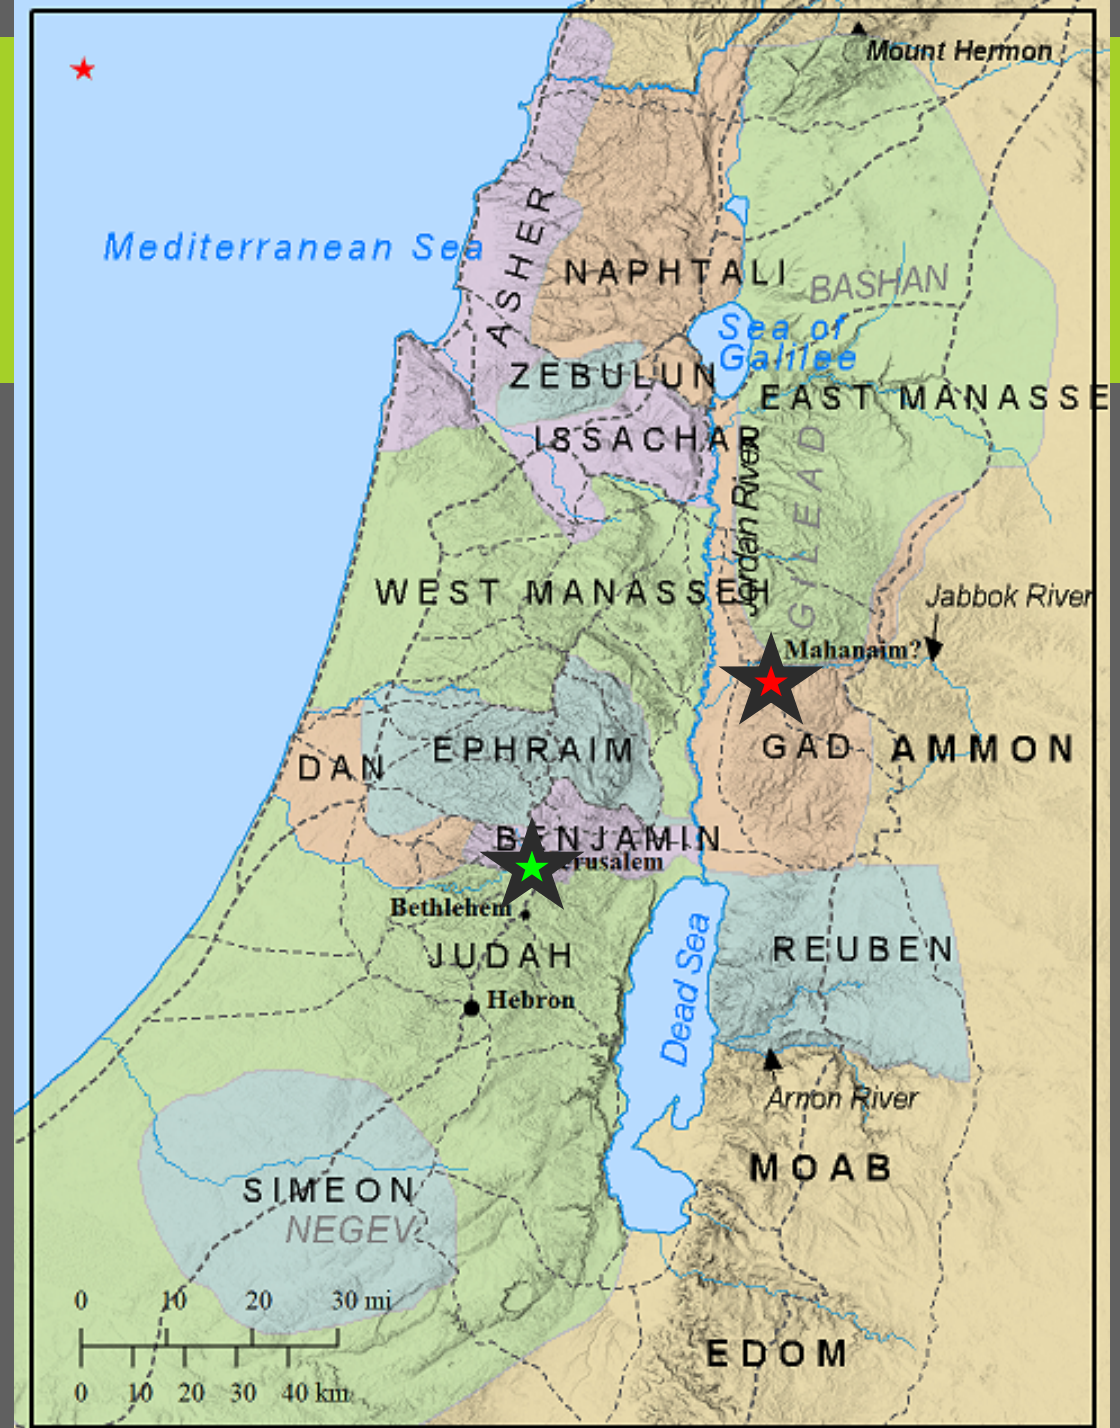 Mount Hermon
Mediterranean Sea
ASHER
NAPHTALI
BASHAN
Sea of
Galilee
ZEBULUN
EAST MANASSE
ISSACHAR
Jordan River
GILEAD
WEST MANASSEH
Jabbok River
Mahanaim?
GAD
AMMON
EPHRAIM
DAN
BENJAMIN
erusalem
Bethlehem
JUDAH
REUBEN
Hebron
Dead Sea
Arnon River
MOAB
SIMEON
NEGEV
0 10 20 30 mi
0 10 20 30 40 km
EDOM